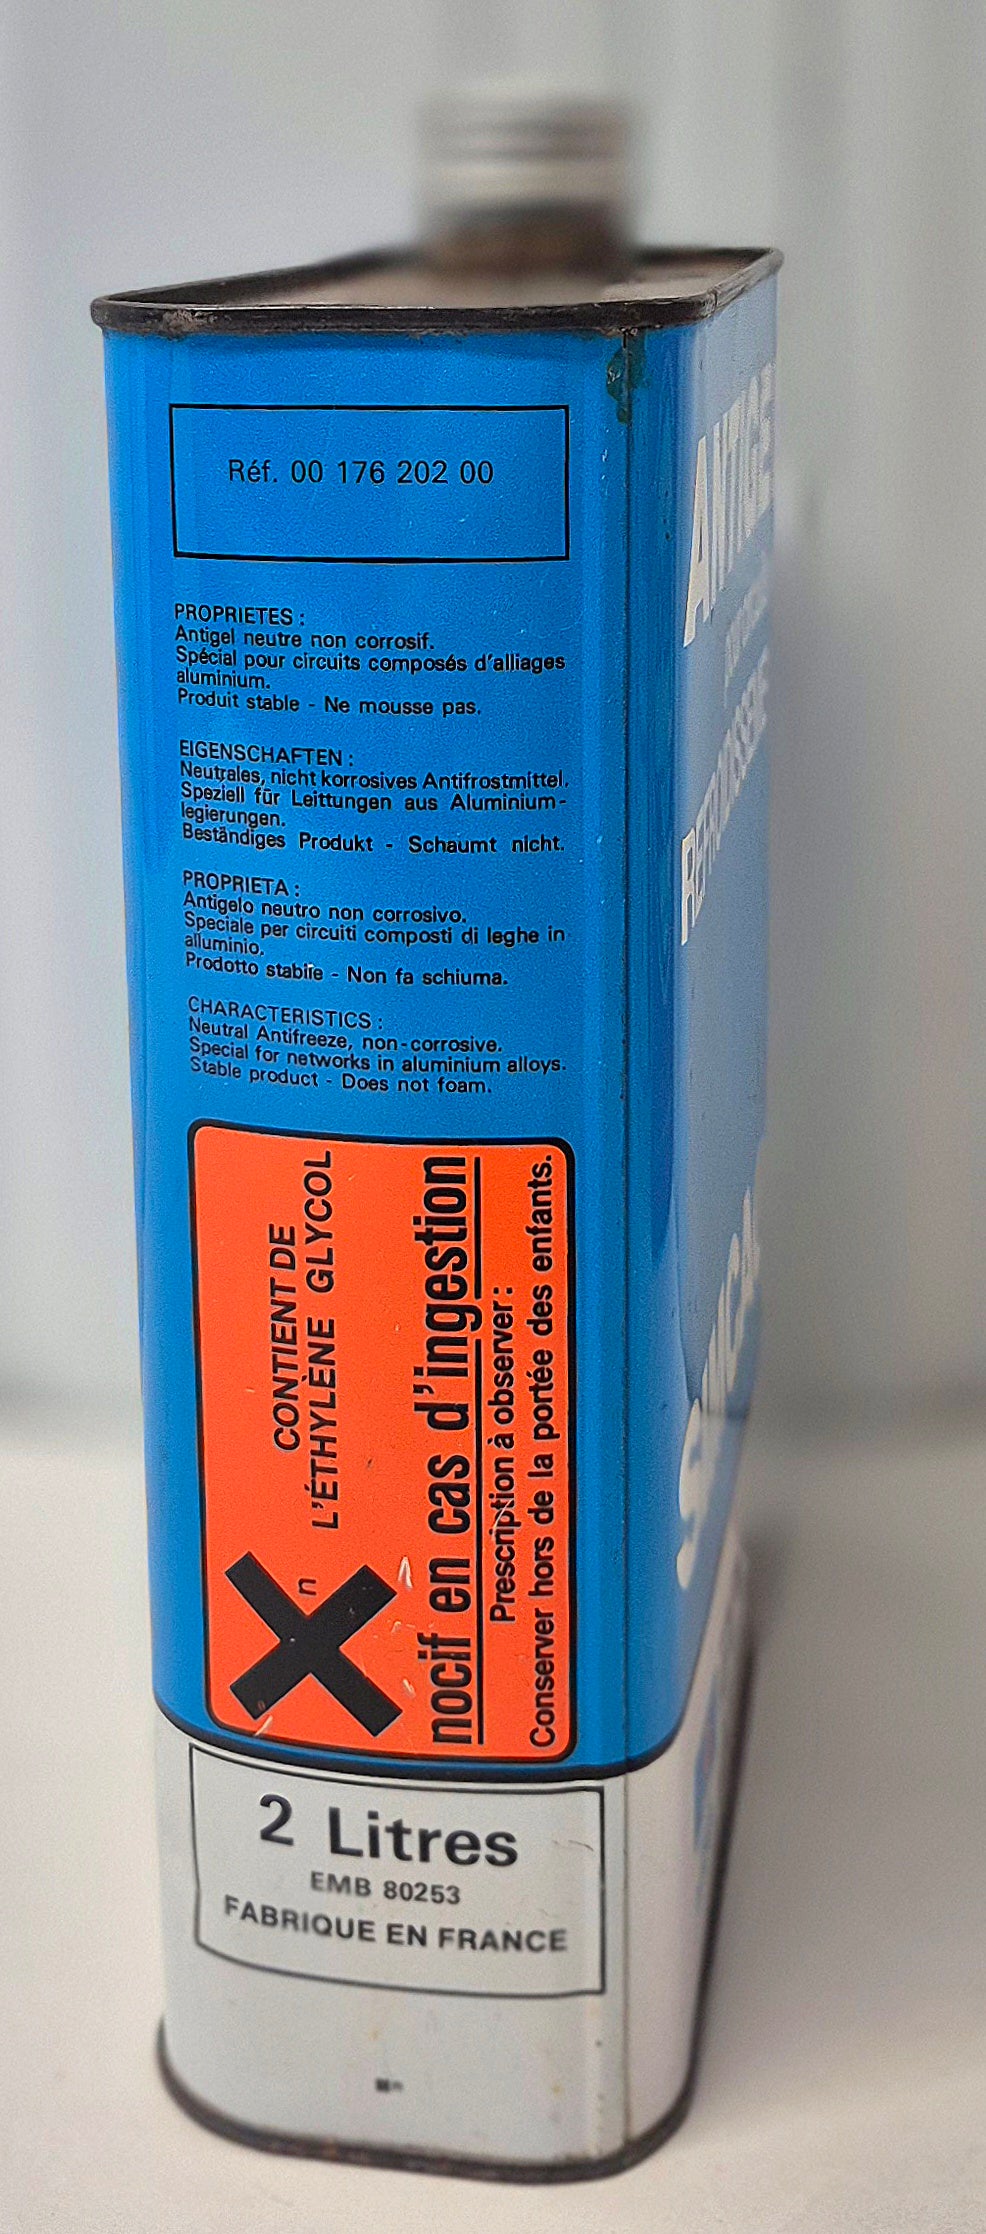 Réf. 00 176 202 00
PROPRIETES :
Antigel neutre non corrosif.
Spécial pour circuits composés d'alliages
aluminium.
Produit stable - Ne mousse pas.
EIGENSCHAFTEN :
Neutrales, nicht korrosives Antifrostmittel.
Speziell für Leittungen aus Aluminium-
legierungen.
Beständiges Produkt - Schaumt nicht.
PROPRIETA :
Antigelo neutro non corrosivo.
Speciale per circuiti composti di leghe in
alluminio.
Prodotto stabile - Non fa schiuma.
CHARACTERISTICS :
Neutral Antifreeze, non-corrosive.
Special for networks in aluminium alloys.
Stable product - Does not foam.
CONTIENT DE
L'ÉTHYLÈNE GLYCOL
n
nocif en cas d'ingestion
Prescription à observer :
Conserver hors de la portée des enfants.
2 Litres
EMB 80253
FABRIQUE EN FRANCE